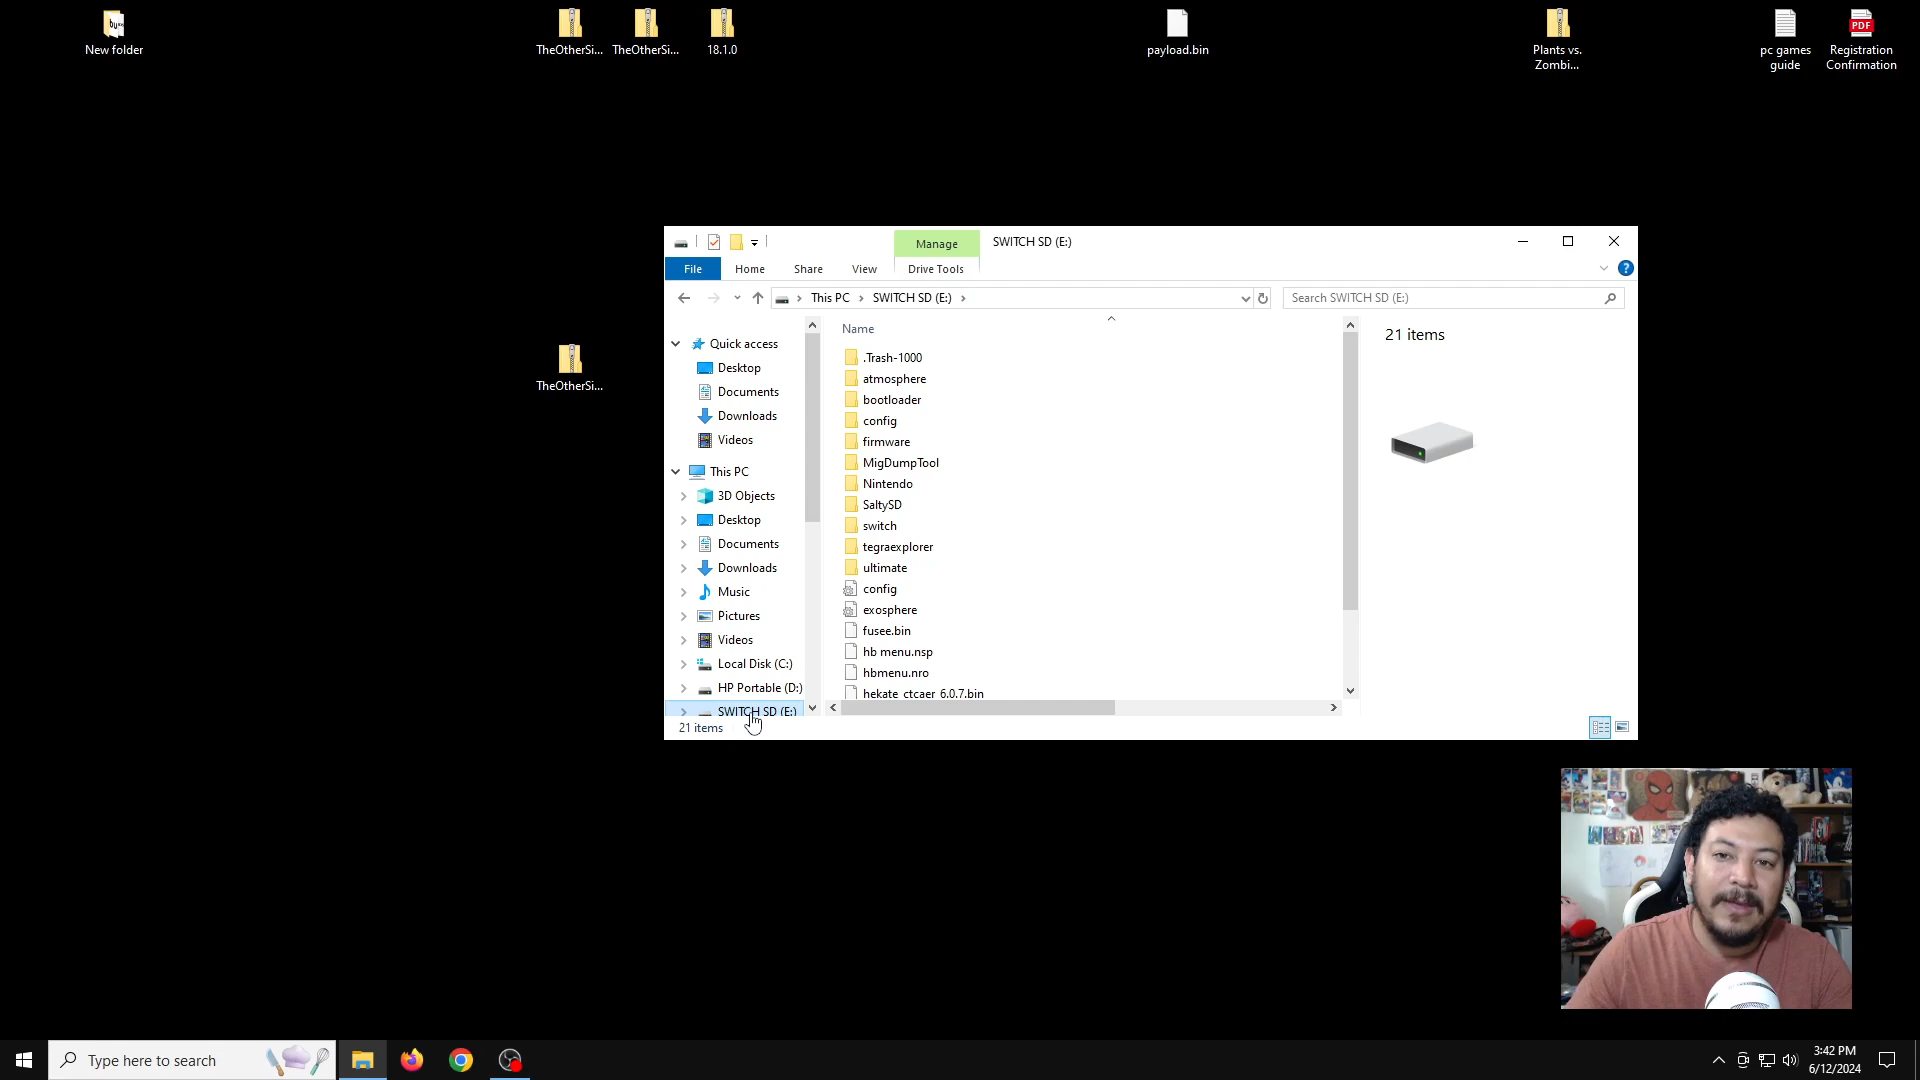 New folder
TheOtherSi...
TheOtherSi...
18.1.0
payload.bin
Plants vs.
Zombi...
pc games
guide
PDF
Registration
Confirmation
TheOtherSi...
Manage
SWITCH SD (E:)
File
Home
Share
View
Drive Tools
This PC
SWITCH SD (E:)
Search SWITCH SD (E:)
Quick access
Desktop
Documents
Downloads
Videos
This PC
3D Objects
Desktop
Documents
Downloads
Music
Pictures
Videos
Local Disk (C:)
HP Portable (D:)
SWITCH SD (E:)
Name
.Trash-1000
atmosphere
bootloader
config
firmware
MigDumpTool
Nintendo
SaltySD
switch
tegraexplorer
ultimate
config
exosphere
fusee.bin
hb menu.nsp
hbmenu.nro
hekate_ctcaer_6.0.7.bin
21 items
21 items
Type here to search
3:42 PM
6/12/2024